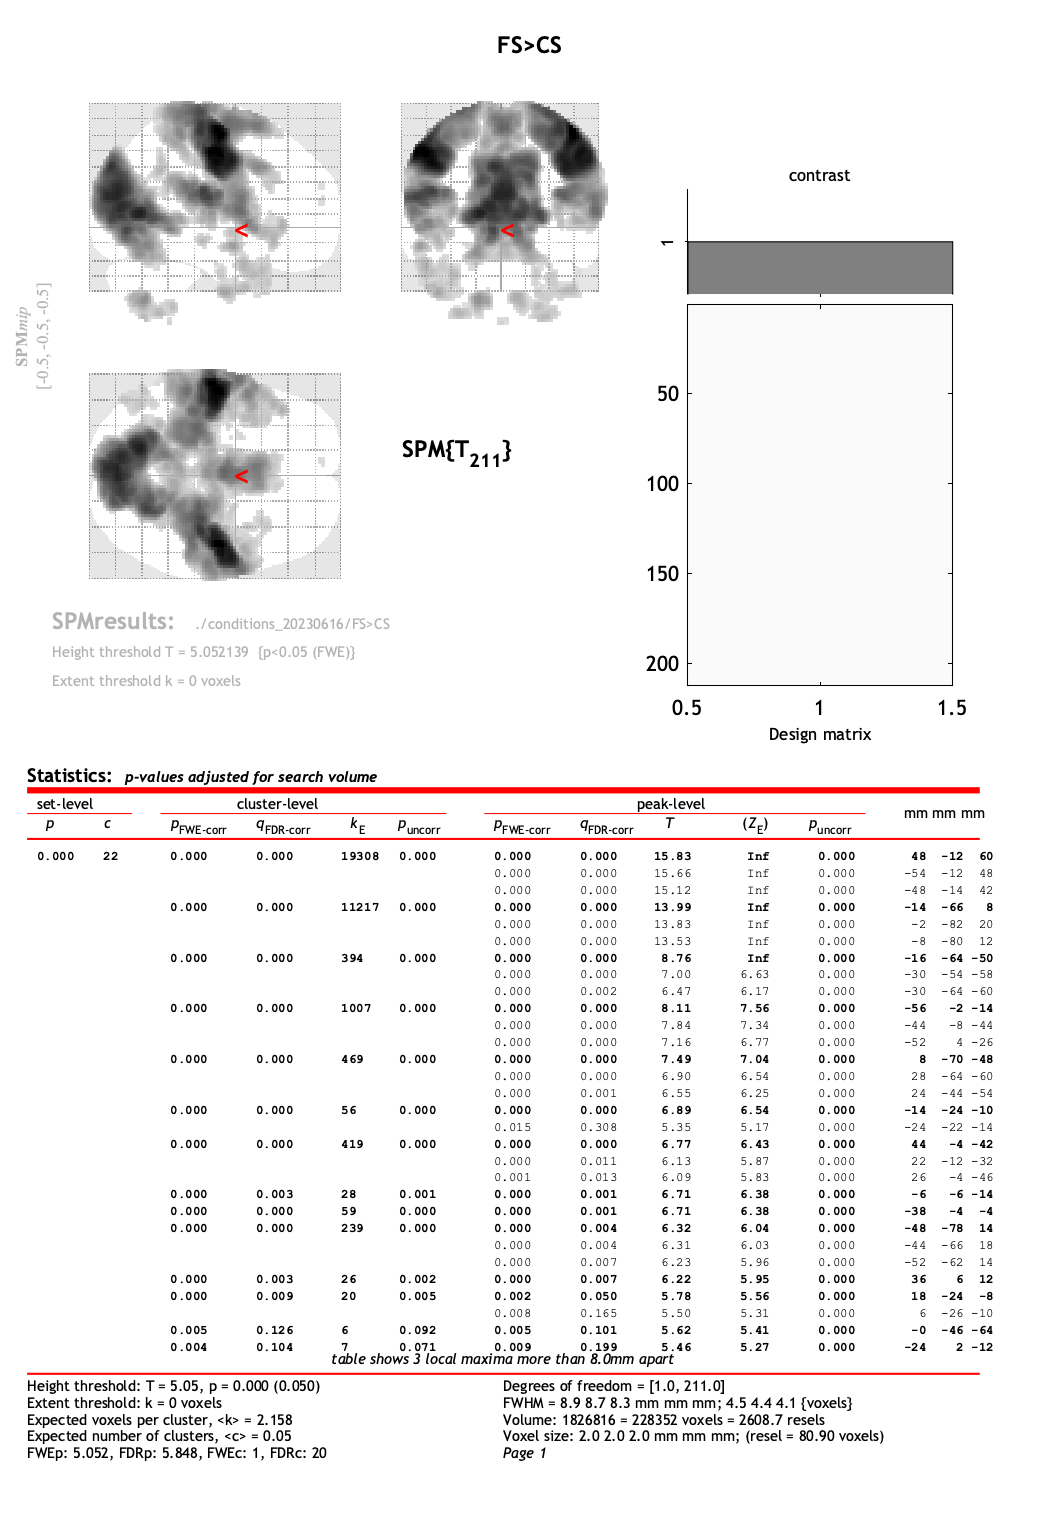 FS>CS
contrast
1
SPMmip
[-0.5, -0.5, -0.5]
<
<
<
SPM{T211}
50
100
150
200
0.5 1 1.5
Design matrix
SPMresults: ./conditions_20230616/FS>CS
Height threshold T = 5.052139 {p<0.05 (FWE)}
Extent threshold k = 0 voxels
Statistics: p-values adjusted for search volume
set-level cluster-level peak-level mm mm mm
p c pFWE-corr qFDR-corr kE puncorr pFWE-corr qFDR-corr T (ZE) puncorr
0.000 22 0.000 0.000 19308 0.000 0.000 0.000 15.83 Inf 0.000 48 -12 60
0.000 0.000 15.66 Inf 0.000 -54 -12 48
0.000 0.000 15.12 Inf 0.000 -48 -14 42
0.000 0.000 11217 0.000 0.000 0.000 13.99 Inf 0.000 -14 -66 8
0.000 0.000 13.83 Inf 0.000 -2 -82 20
0.000 0.000 13.53 Inf 0.000 -8 -80 12
0.000 0.000 394 0.000 0.000 0.000 8.76 Inf 0.000 -16 -64 -50
0.000 0.000 7.00 6.63 0.000 -30 -54 -58
0.000 0.002 6.47 6.17 0.000 -30 -64 -60
0.000 0.000 1007 0.000 0.000 0.000 8.11 7.56 0.000 -56 -2 -14
0.000 0.000 7.84 7.34 0.000 -44 -8 -44
0.000 0.000 7.16 6.77 0.000 -52 4 -26
0.000 0.000 469 0.000 0.000 0.000 7.49 7.04 0.000 8 -70 -48
0.000 0.000 6.90 6.54 0.000 28 -64 -60
0.000 0.001 6.55 6.25 0.000 24 -44 -54
0.000 0.000 56 0.000 0.000 0.000 6.89 6.54 0.000 -14 -24 -10
0.015 0.308 5.35 5.17 0.000 -24 -22 -14
0.000 0.000 419 0.000 0.000 0.000 6.77 6.43 0.000 44 -4 -42
0.000 0.011 6.13 5.87 0.000 22 -12 -32
0.001 0.013 6.09 5.83 0.000 26 -4 -46
0.000 0.003 28 0.001 0.000 0.001 6.71 6.38 0.000 -6 -6 -14
0.000 0.000 59 0.000 0.000 0.001 6.71 6.38 0.000 -38 -4 -4
0.000 0.000 239 0.000 0.000 0.004 6.32 6.04 0.000 -48 -78 14
0.000 0.004 6.31 6.03 0.000 -44 -66 18
0.000 0.007 6.23 5.96 0.000 -52 -62 14
0.000 0.003 26 0.002 0.000 0.007 6.22 5.95 0.000 36 6 12
0.000 0.009 20 0.005 0.002 0.050 5.78 5.56 0.000 18 -24 -8
0.008 0.165 5.50 5.31 0.000 6 -26 -10
0.005 0.126 6 0.092 0.005 0.101 5.62 5.41 0.000 -0 -46 -64
0.004 0.104 7 0.071 0.009 0.199 5.46 5.27 0.000 -24 2 -12
table shows 3 local maxima more than 8.0mm apart
Height threshold: T = 5.05, p = 0.000 (0.050)
Extent threshold: k = 0 voxels
Expected voxels per cluster, <k> = 2.158
Expected number of clusters, <c> = 0.05
FWEp: 5.052, FDRp: 5.848, FWEc: 1, FDRc: 20
Degrees of freedom = [1.0, 211.0]
FWHM = 8.9 8.7 8.3 mm mm mm; 4.5 4.4 4.1 {voxels}
Volume: 1826816 = 228352 voxels = 2608.7 resels
Voxel size: 2.0 2.0 2.0 mm mm mm; (resel = 80.90 voxels)
Page 1